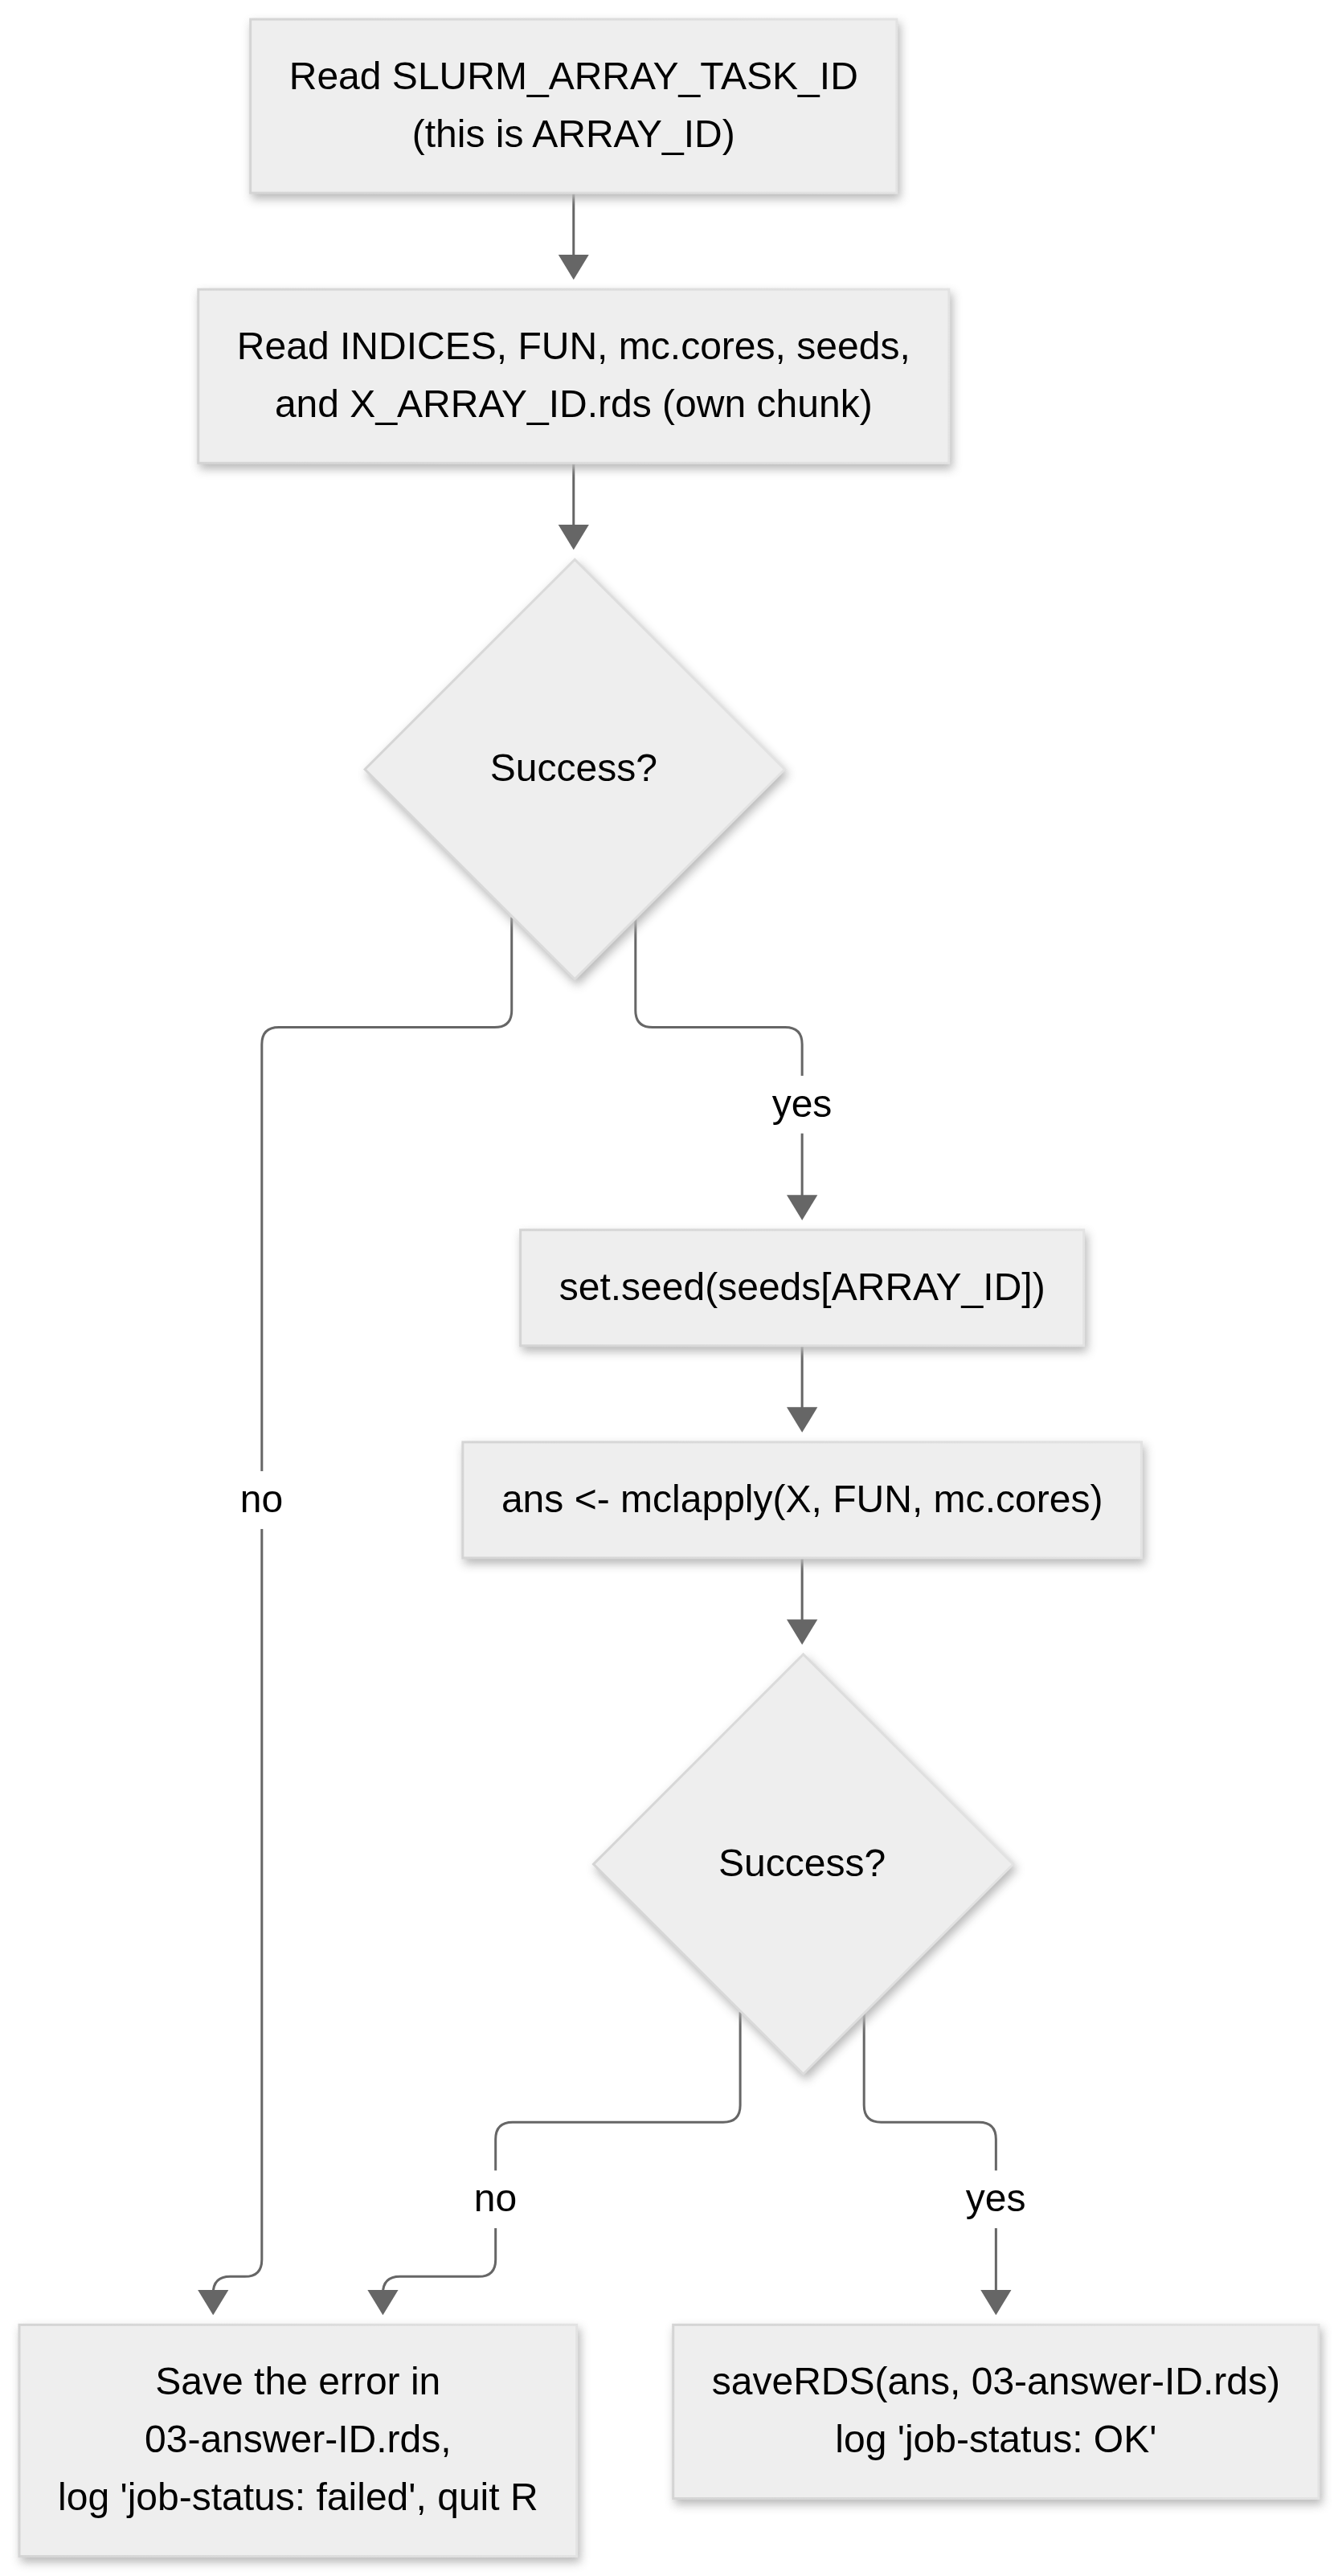 Read SLURM_ARRAY_TASK_ID
(this is ARRAY_ID)
Read INDICES, FUN, mc.cores, seeds,
and X_ARRAY_ID.rds (own chunk)
Success?
yes
set.seed(seeds[ARRAY_ID])
no
ans <- mclapply(X, FUN, mc.cores)
Success?
no
yes
Save the error in
03-answer-ID.rds,
log 'job-status: failed', quit R
saveRDS(ans, 03-answer-ID.rds)
log 'job-status: OK'